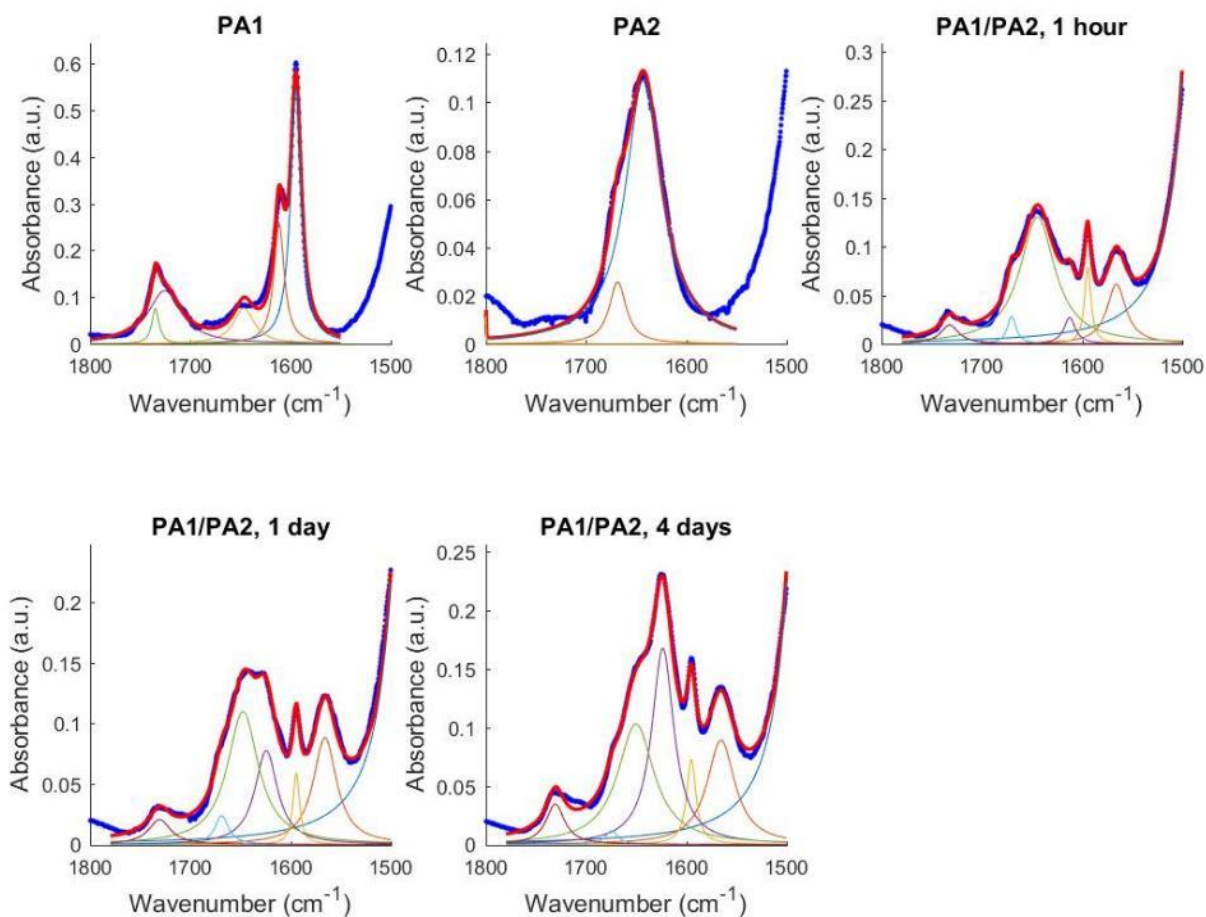 PA1
Absorbance (a.u.)
0.6
0.5
0.4
0.3
0.2
0.1
0
1800 1700 1600 1500
Wavenumber (cm⁻¹)
PA2
Absorbance (a.u.)
0.12
0.1
0.08
0.06
0.04
0.02
0
1800 1700 1600 1500
Wavenumber (cm⁻¹)
PA1/PA2, 1 hour
Absorbance (a.u.)
0.3
0.25
0.2
0.15
0.1
0.05
0
1800 1700 1600 1500
Wavenumber (cm⁻¹)
PA1/PA2, 1 day
Absorbance (a.u.)
0.2
0.15
0.1
0.05
0
1800 1700 1600 1500
Wavenumber (cm⁻¹)
PA1/PA2, 4 days
Absorbance (a.u.)
0.25
0.2
0.15
0.1
0.05
0
1800 1700 1600 1500
Wavenumber (cm⁻¹)